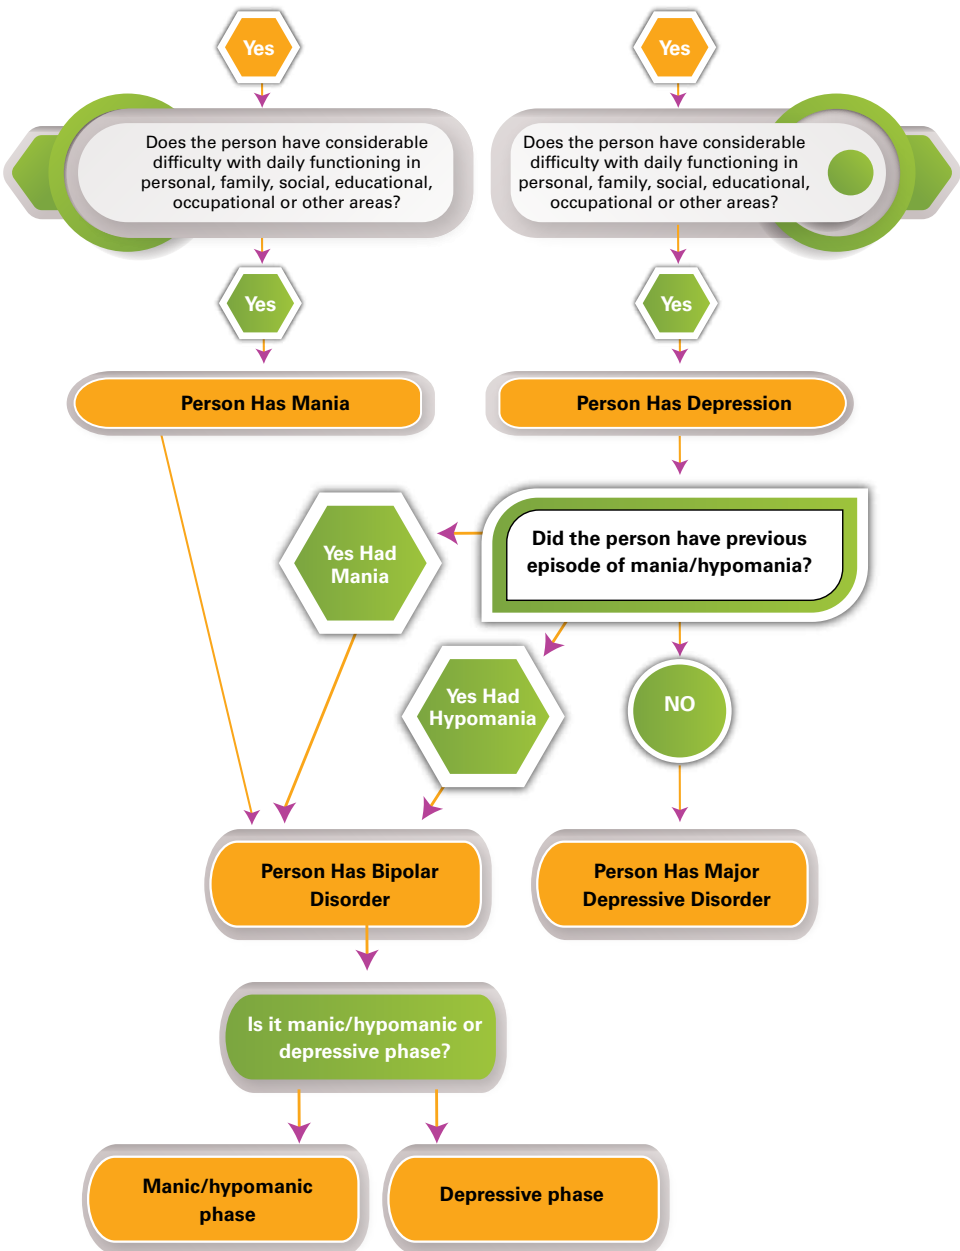 Yes
Yes
Does the person have considerable
difficulty with daily functioning in
personal, family, social, educational,
occupational or other areas?
Does the person have considerable
difficulty with daily functioning in
personal, family, social, educational,
occupational or other areas?
Yes
Yes
Person Has Mania
Person Has Depression
Did the person have previous
episode of mania/hypomania?
Yes Had
Mania
Yes Had
Hypomania
NO
Person Has Bipolar
Disorder
Person Has Major
Depressive Disorder
Is it manic/hypomanic or
depressive phase?
Manic/hypomanic
phase
Depressive phase